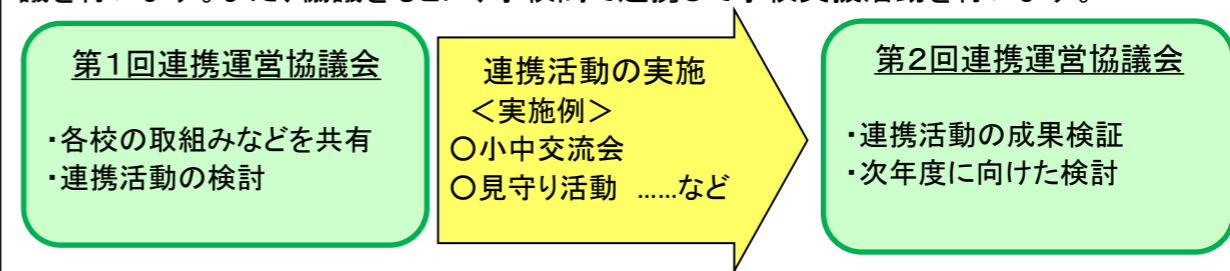 第1回連携運営協議会
・各校の取組みなどを共有
・連携活動の検討
連携活動の実施
＜実施例＞
○小中交流会
○見守り活動 ……など
第2回連携運営協議会
・連携活動の成果検証
・次年度に向けた検討